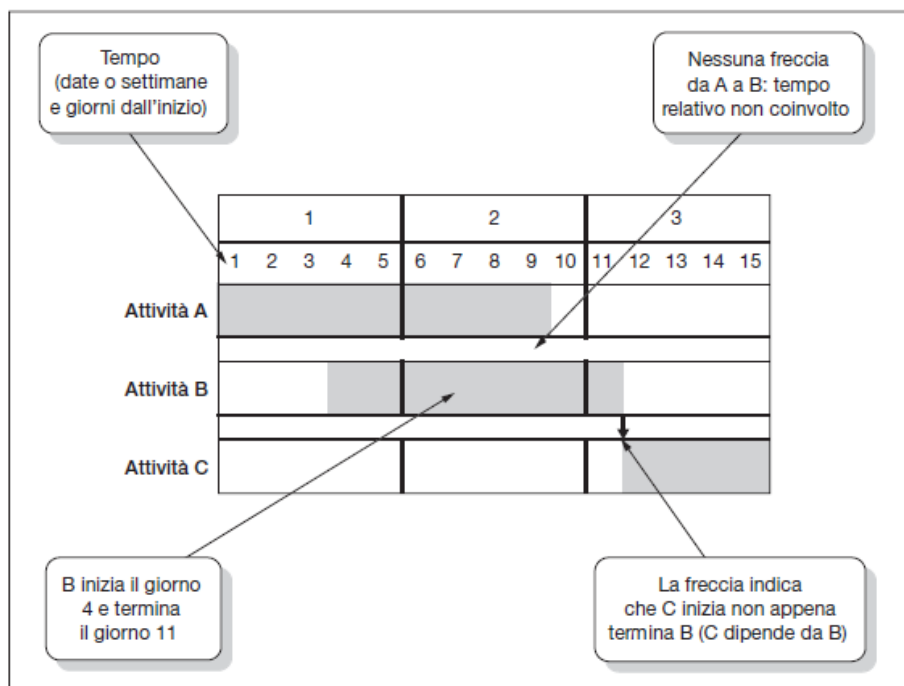 Tempo
(date o settimane
e giorni dall'inizio)
Nessuna freccia
da A a B: tempo
relativo non coinvolto
1 2 3
1 2 3 4 5 6 7 8 9 10 11 12 13 14 15
Attività A
Attività B
Attività C
B inizia il giorno
4 e termina
il giorno 11
La freccia indica
che C inizia non appena
termina B (C dipende da B)